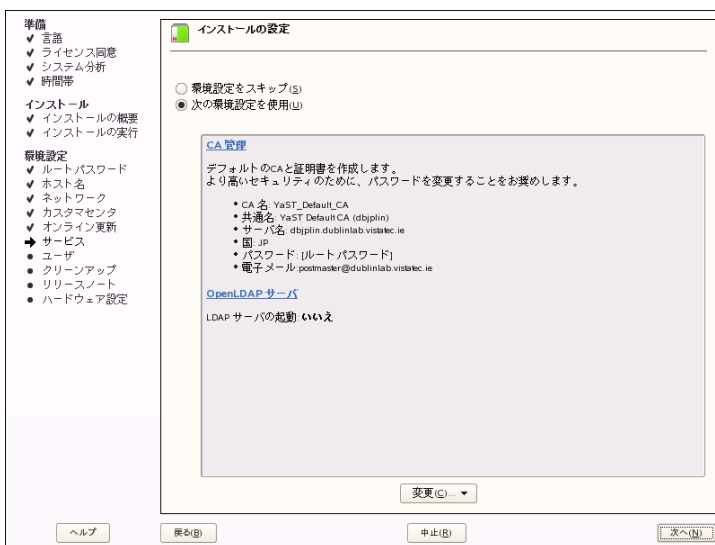 準備
言語
ライセンス同意
システム分析
時間帯
インストール
インストールの概要
インストールの実行
環境設定
ルートパスワード
ホスト名
ネットワーク
カスタマセンタ
オンライン更新
サービス
ユーザ
クリーンアップ
リリースノート
ハードウェア設定
インストールの設定
環境設定をスキップ(S)
次の環境設定を使用(U)
CA 管理
デフォルトのCAと証明書を作成します。
より高いセキュリティのために、パスワードを変更することをお奨めします。
• CA 名: YaST_Default_CA
• 共通名: YaST Default CA (dbjplin)
• サーバ名: dbjplin.dublinlab.vistatec.ie
• 国: JP
• パスワード: [ルートパスワード]
• 電子メール:postmaster@dublinlab.vistatec.ie
OpenLDAP サーバ
LDAP サーバの起動: いいえ
変更(C)...
ヘルプ
戻る(B)
中止(R)
次へ(N)